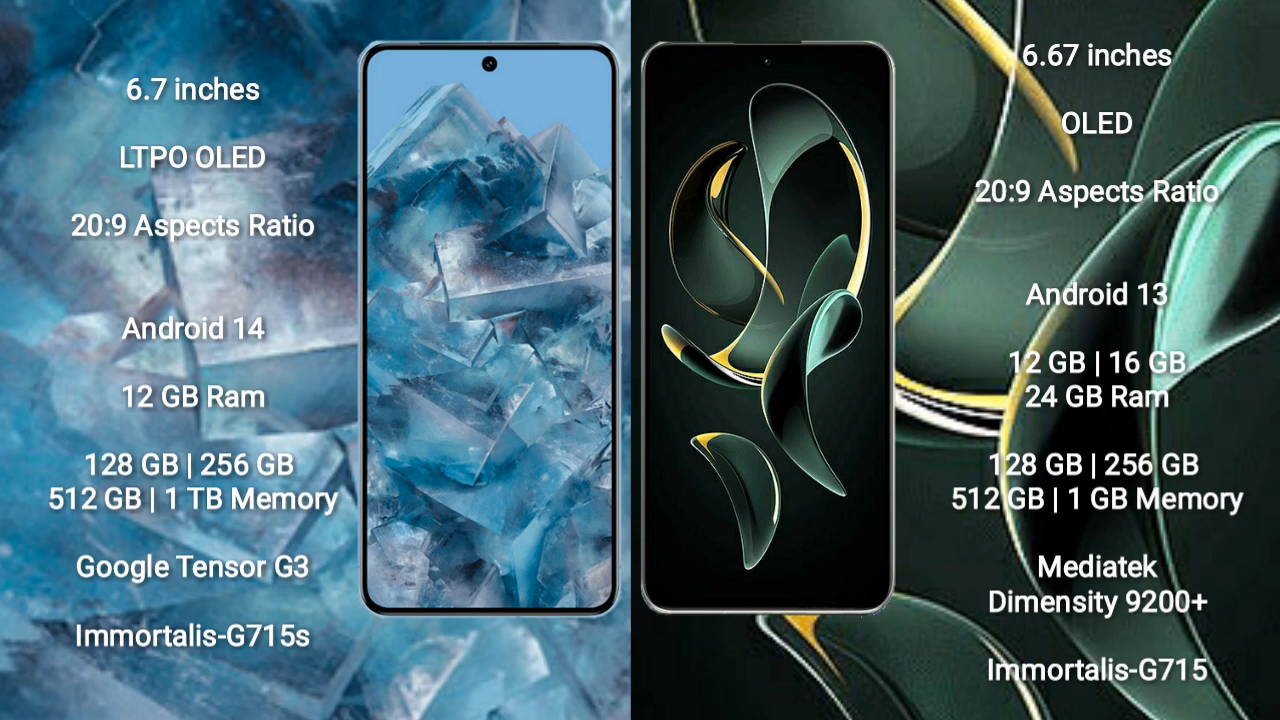 6.7 inches
LTPO OLED
20:9 Aspects Ratio
Android 14
12 GB Ram
128 GB | 256 GB
512 GB | 1 TB Memory
Google Tensor G3
Immortalis-G715s
6.67 inches
OLED
20:9 Aspects Ratio
Android 13
12 GB | 16 GB
24 GB Ram
128 GB | 256 GB
512 GB | 1 GB Memory
Mediatek
Dimensity 9200+
Immortalis-G715